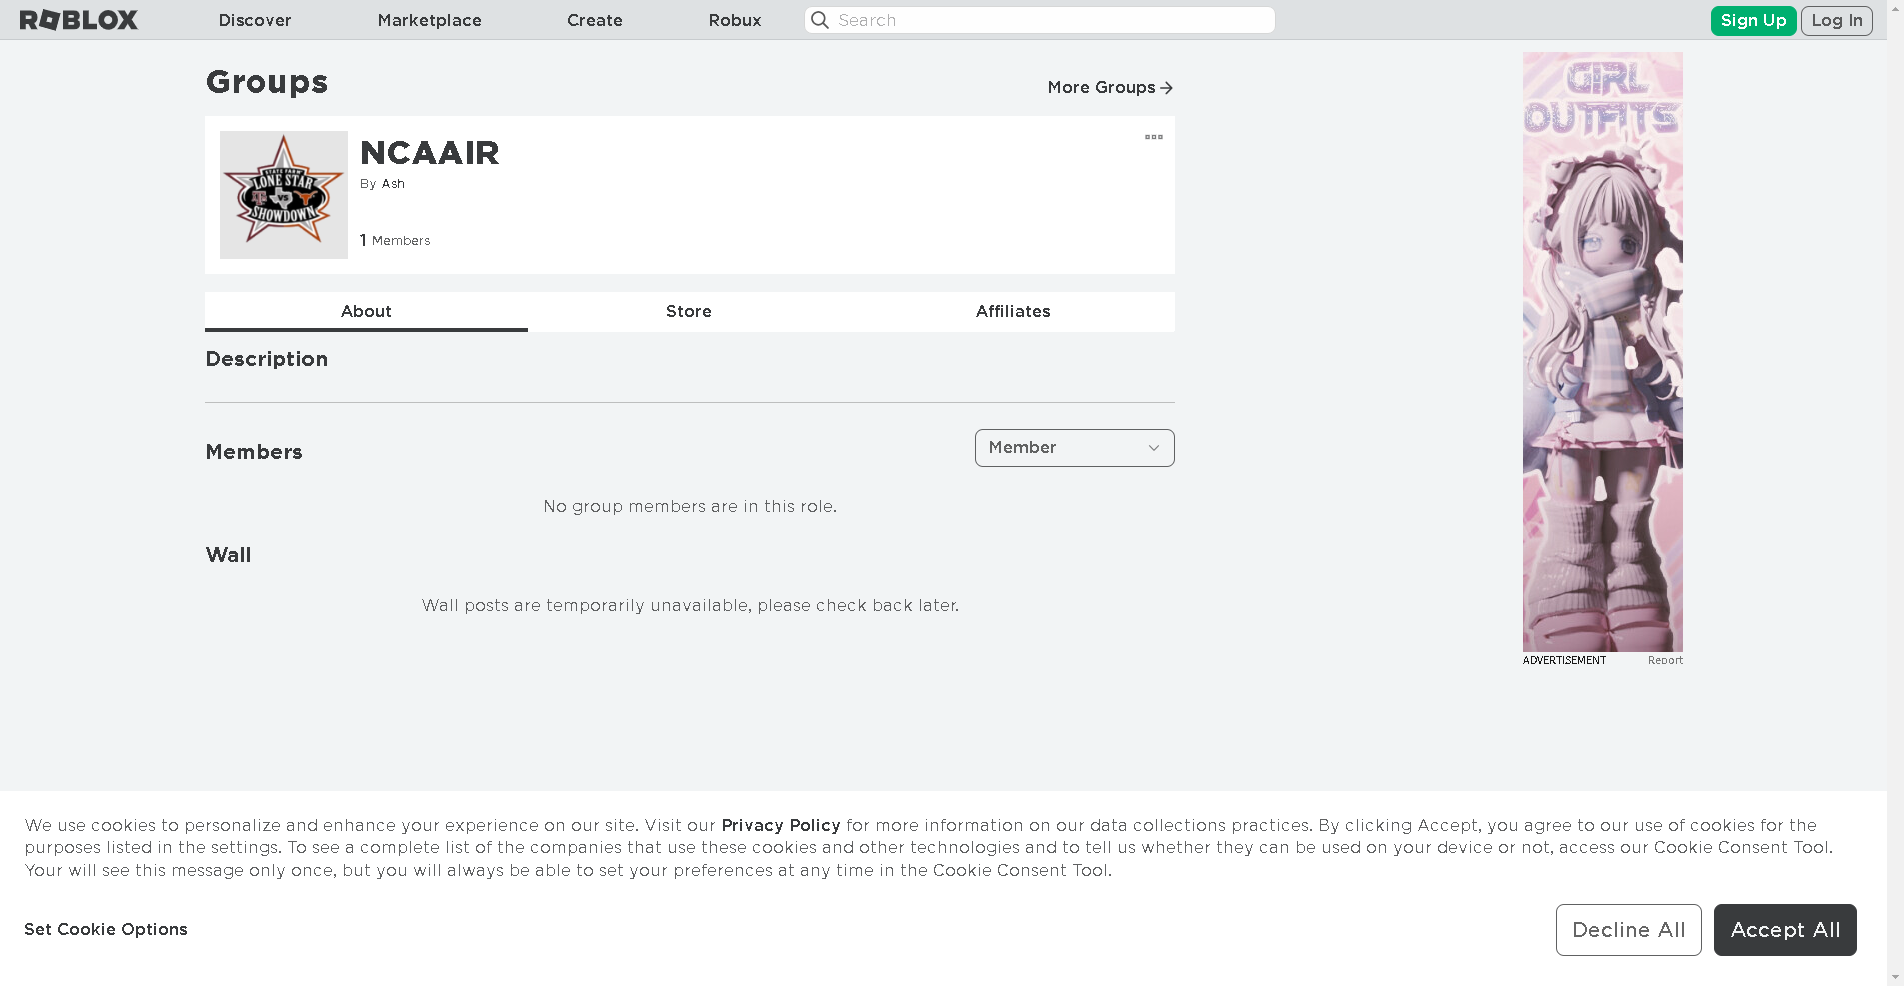 ROBLOX
Discover
Marketplace
Create
Robux
Search
Sign Up
Log In
Groups
More Groups
STATE FARM
LONE STAR
VS
SHOWDOWN
NCAAIR
By Ash
1 Members
About
Store
Affiliates
Description
Members
Member
No group members are in this role.
Wall
Wall posts are temporarily unavailable, please check back later.
GIRL
OUTFITS
ADVERTISEMENT
Report
We use cookies to personalize and enhance your experience on our site. Visit our Privacy Policy for more information on our data collections practices. By clicking Accept, you agree to our use of cookies for the
purposes listed in the settings. To see a complete list of the companies that use these cookies and other technologies and to tell us whether they can be used on your device or not, access our Cookie Consent Tool.
Your will see this message only once, but you will always be able to set your preferences at any time in the Cookie Consent Tool.
Set Cookie Options
Decline All
Accept All